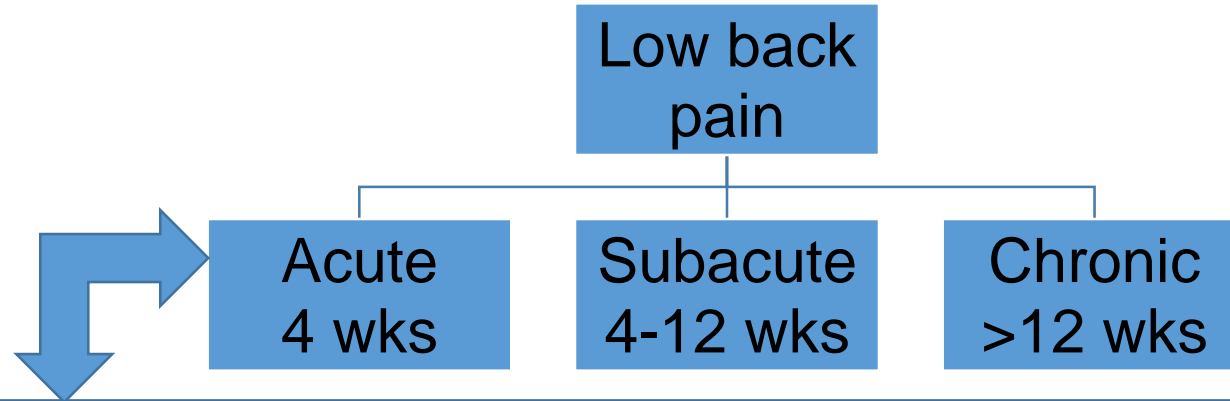 Low back
pain
Acute
4 wks
Subacute
4-12 wks
Chronic
>12 wks